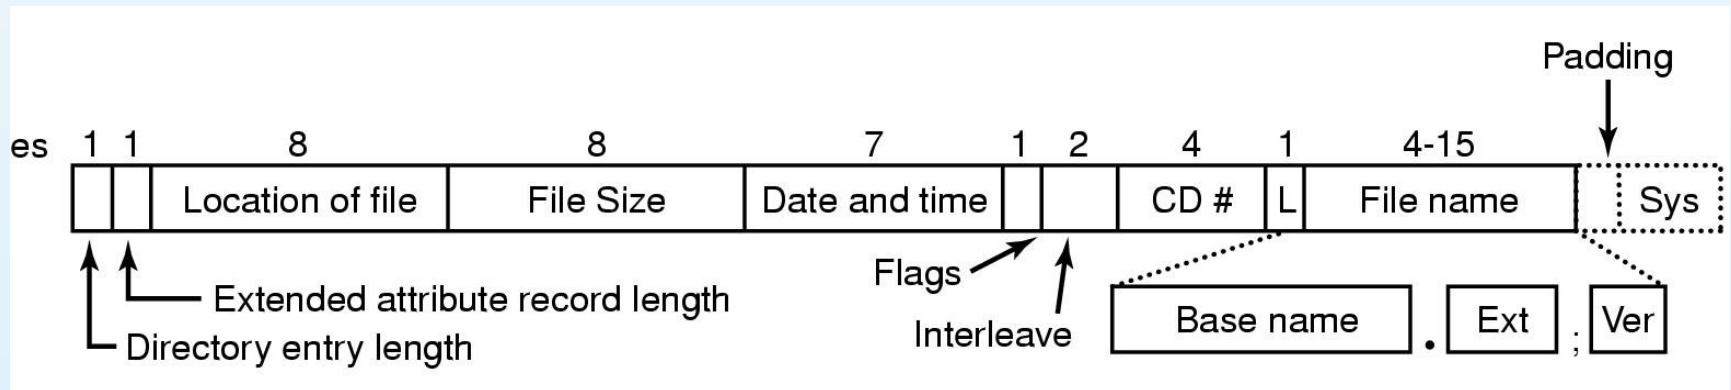 Padding
es 1 1 8 8 7 1 2 4 1 4-15
Location of file File Size Date and time CD # L File name Sys
Flags
Extended attribute record length
Interleave
Base name . Ext ; Ver
Directory entry length